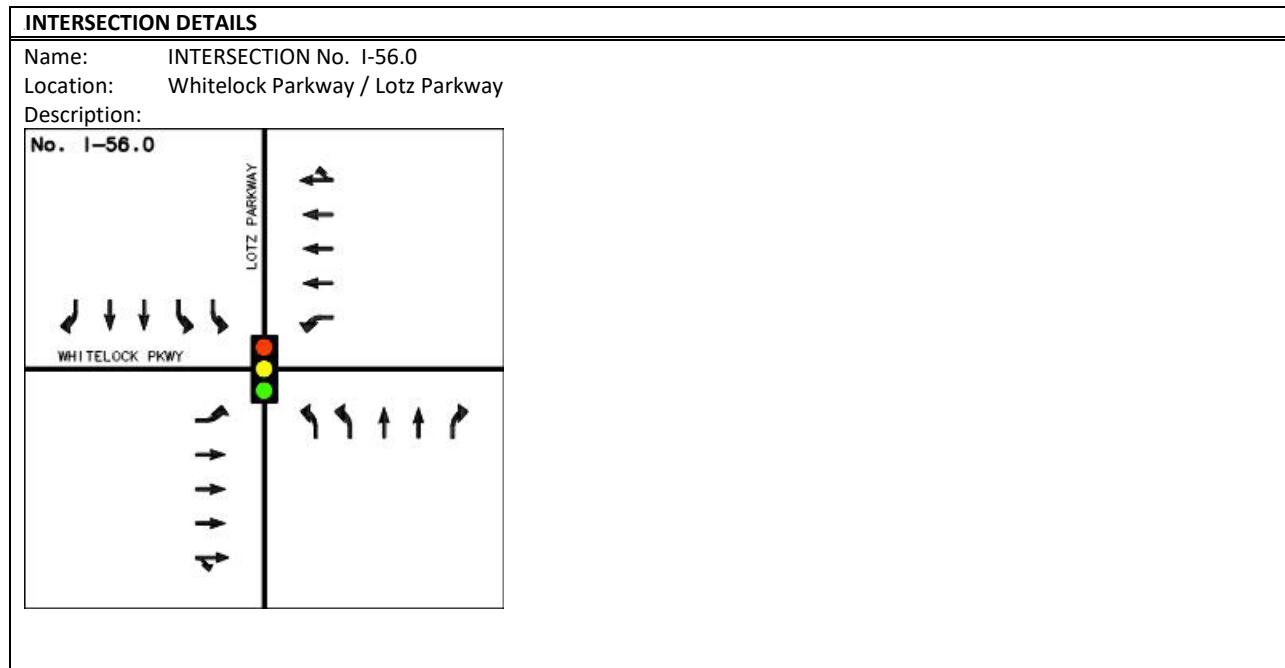 INTERSECTION DETAILS
Name: INTERSECTION No. I-56.0
Location: Whitelock Parkway / Lotz Parkway
Description:
No. I-56.0
LOTZ PARKWAY
WHITELOCK PKWY